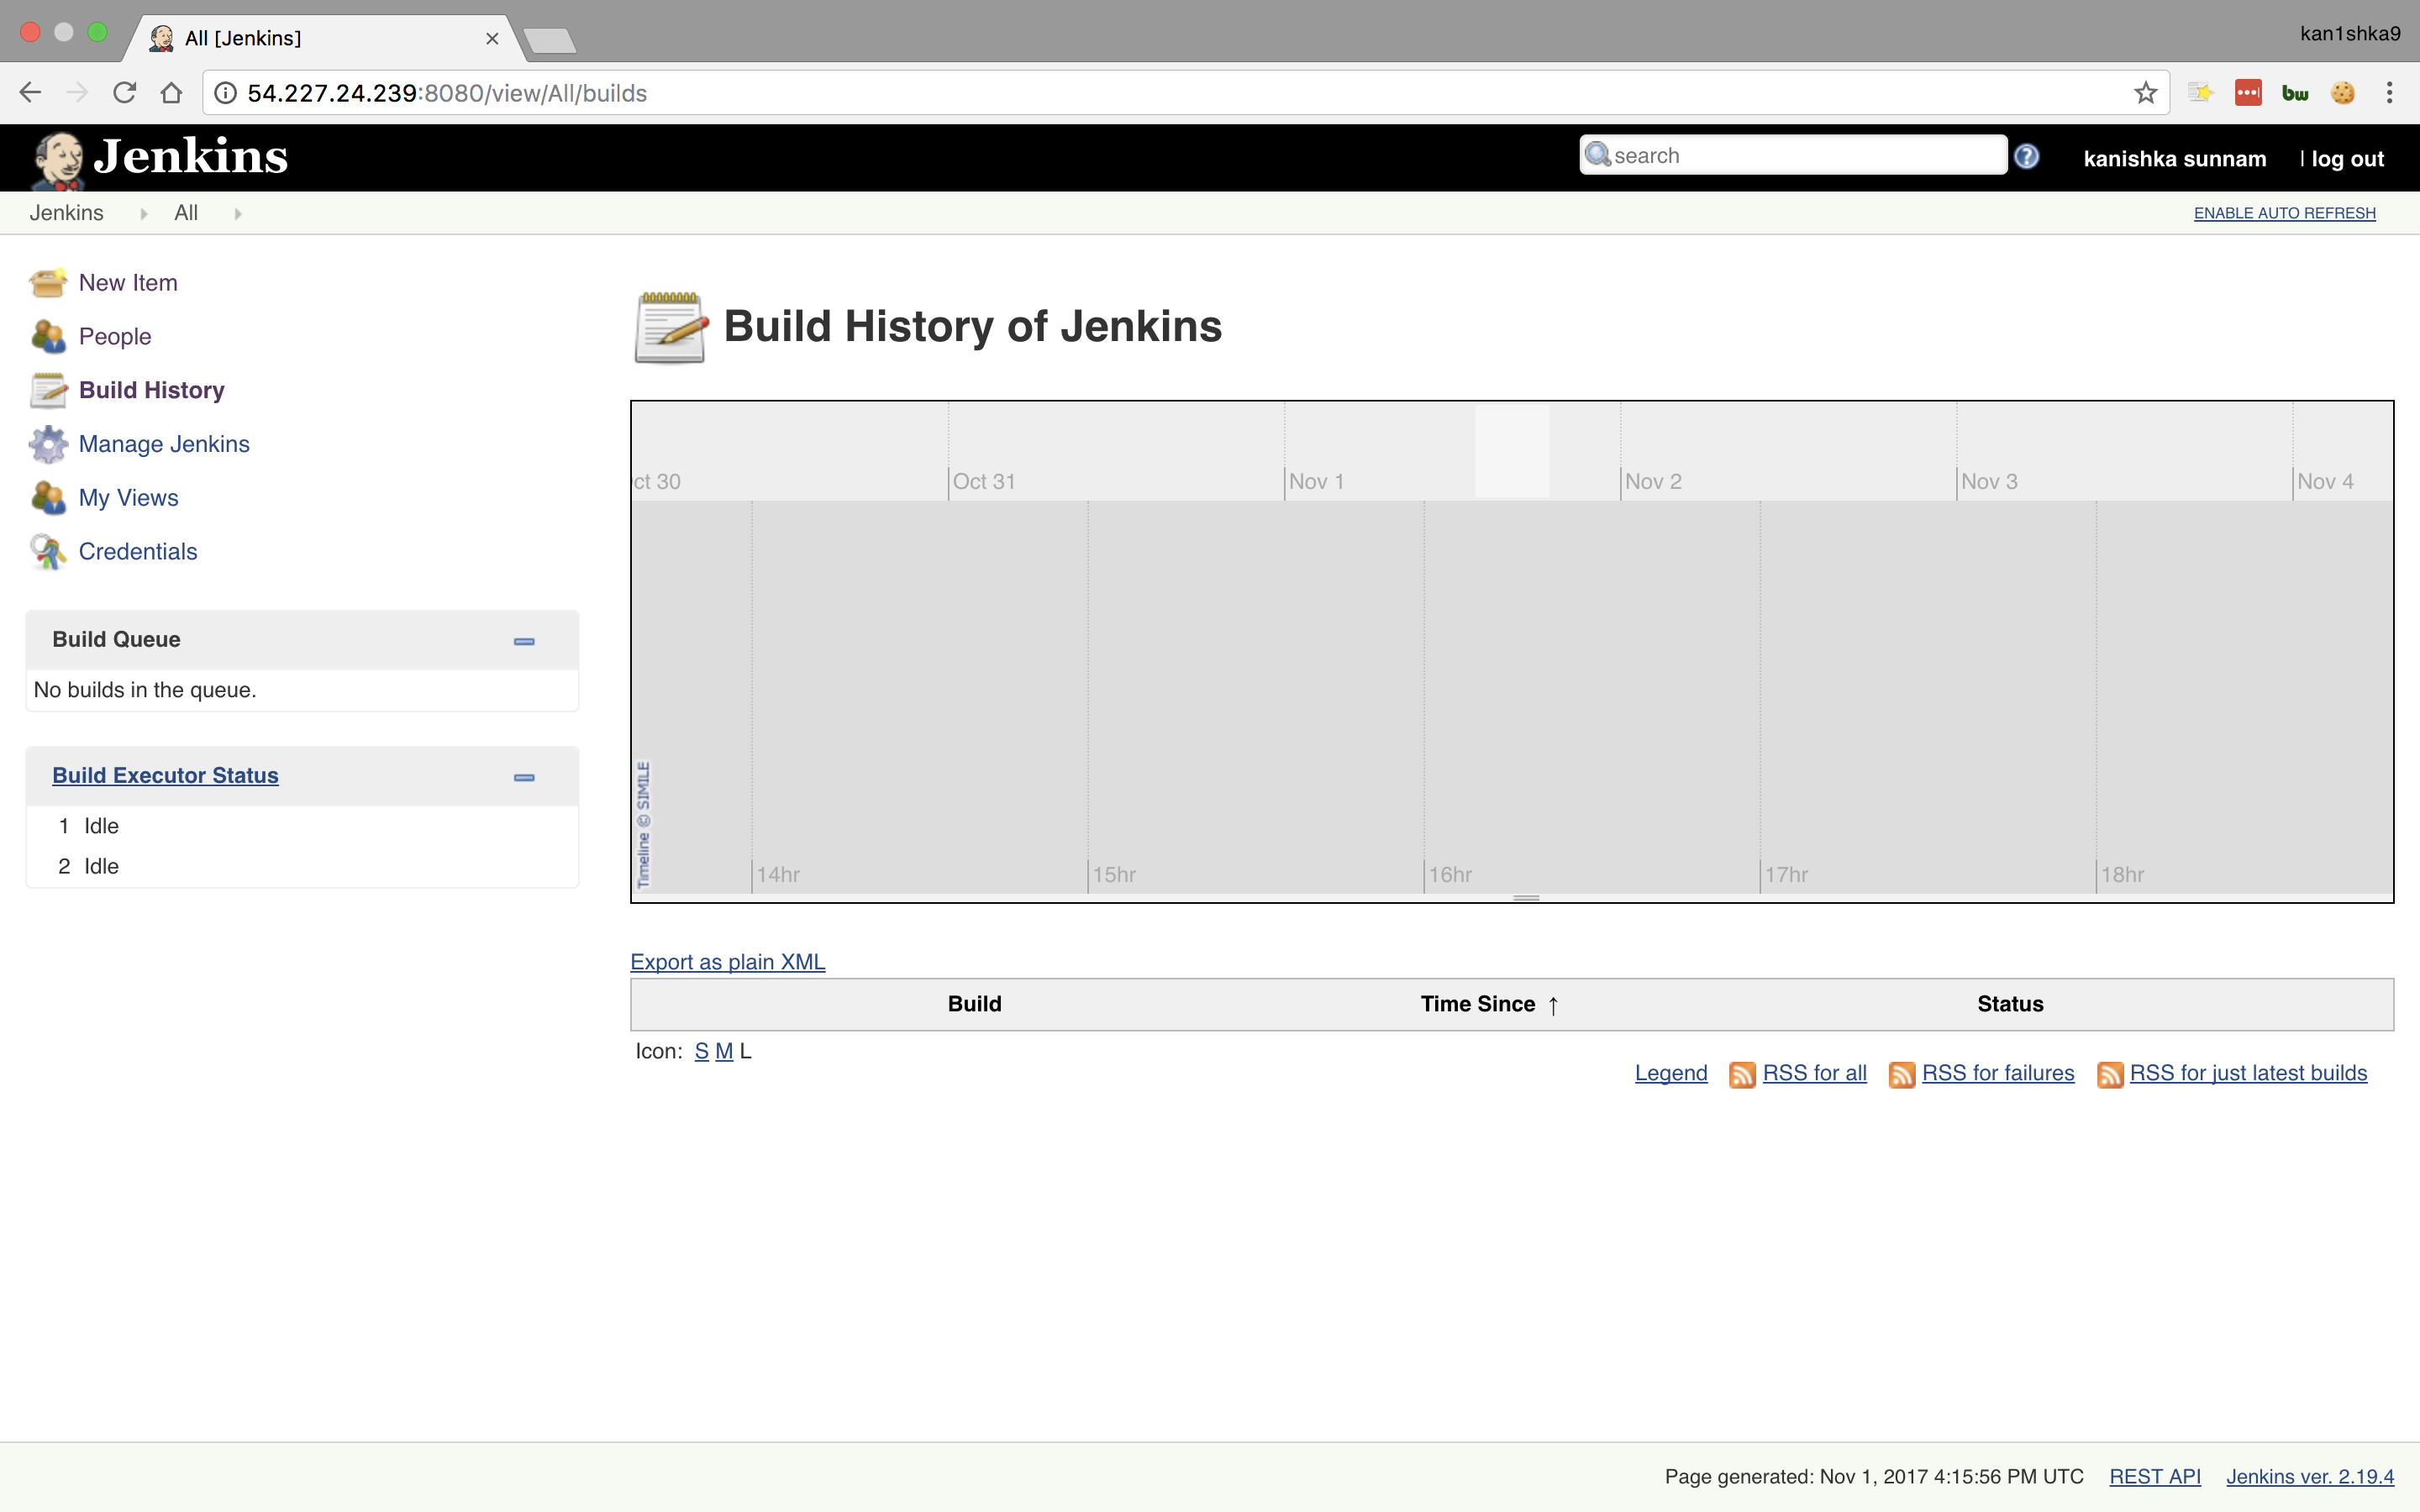 All [Jenkins]
kan1shka9
54.227.24.239:8080/view/All/builds
bw
Jenkins
search
kanishka sunnam | log out
Jenkins All
ENABLE AUTO REFRESH
New Item
People
Build History
Manage Jenkins
My Views
Credentials
Build Queue
No builds in the queue.
Build Executor Status
1 Idle
2 Idle
Build History of Jenkins
ct 30 Oct 31 Nov 1 Nov 2 Nov 3 Nov 4
Timeline © SIMILE
14hr 15hr 16hr 17hr 18hr
Export as plain XML
Build Time Since ↑ Status
Icon: S M L
Legend RSS for all RSS for failures RSS for just latest builds
Page generated: Nov 1, 2017 4:15:56 PM UTC REST API Jenkins ver. 2.19.4